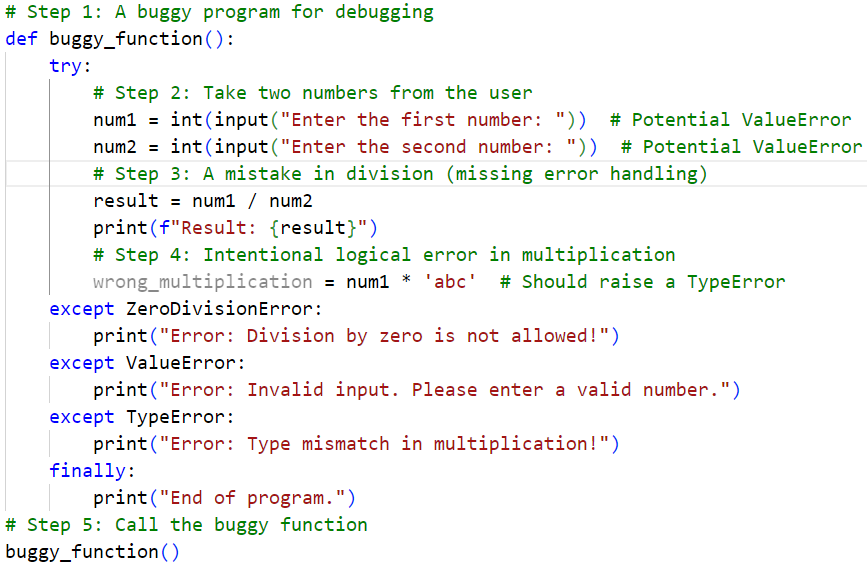 # Step 1: A buggy program for debugging
def buggy_function():
    try:
        # Step 2: Take two numbers from the user
        num1 = int(input("Enter the first number: "))  # Potential ValueError
        num2 = int(input("Enter the second number: "))  # Potential ValueError
        # Step 3: A mistake in division (missing error handling)
        result = num1 / num2
        print(f"Result: {result}")
        # Step 4: Intentional logical error in multiplication
        wrong_multiplication = num1 * 'abc'  # Should raise a TypeError
    except ZeroDivisionError:
        print("Error: Division by zero is not allowed!")
    except ValueError:
        print("Error: Invalid input. Please enter a valid number.")
    except TypeError:
        print("Error: Type mismatch in multiplication!")
    finally:
        print("End of program.")
# Step 5: Call the buggy function
buggy_function()